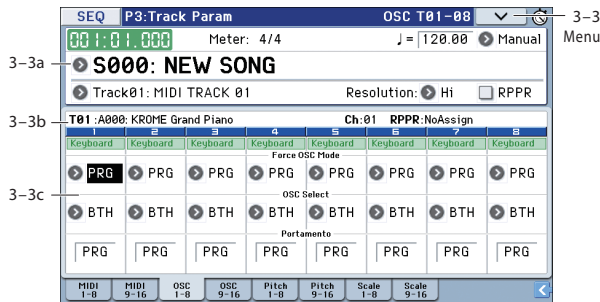 SEQ P3:Track Param OSC T01-08
3–3 Menu
001:01.000 Meter: 4/4 ♩= 120.00 Manual
3–3a
S000: NEW SONG
Track01: MIDI TRACK 01 Resolution: Hi RPPR
3–3b
T01:A000: KROME Grand Piano Ch:01 RPPR:NoAssign
1 2 3 4 5 6 7 8
Keyboard Keyboard Keyboard Keyboard Keyboard Keyboard Keyboard Keyboard
Force OSC Mode
PRG PRG PRG PRG PRG PRG PRG PRG
3–3c
OSC Select
BTH BTH BTH BTH BTH BTH BTH BTH
Portamento
PRG PRG PRG PRG PRG PRG PRG PRG
MIDI 1-8 MIDI 9-16 OSC 1-8 OSC 9-16 Pitch 1-8 Pitch 9-16 Scale 1-8 Scale 9-16